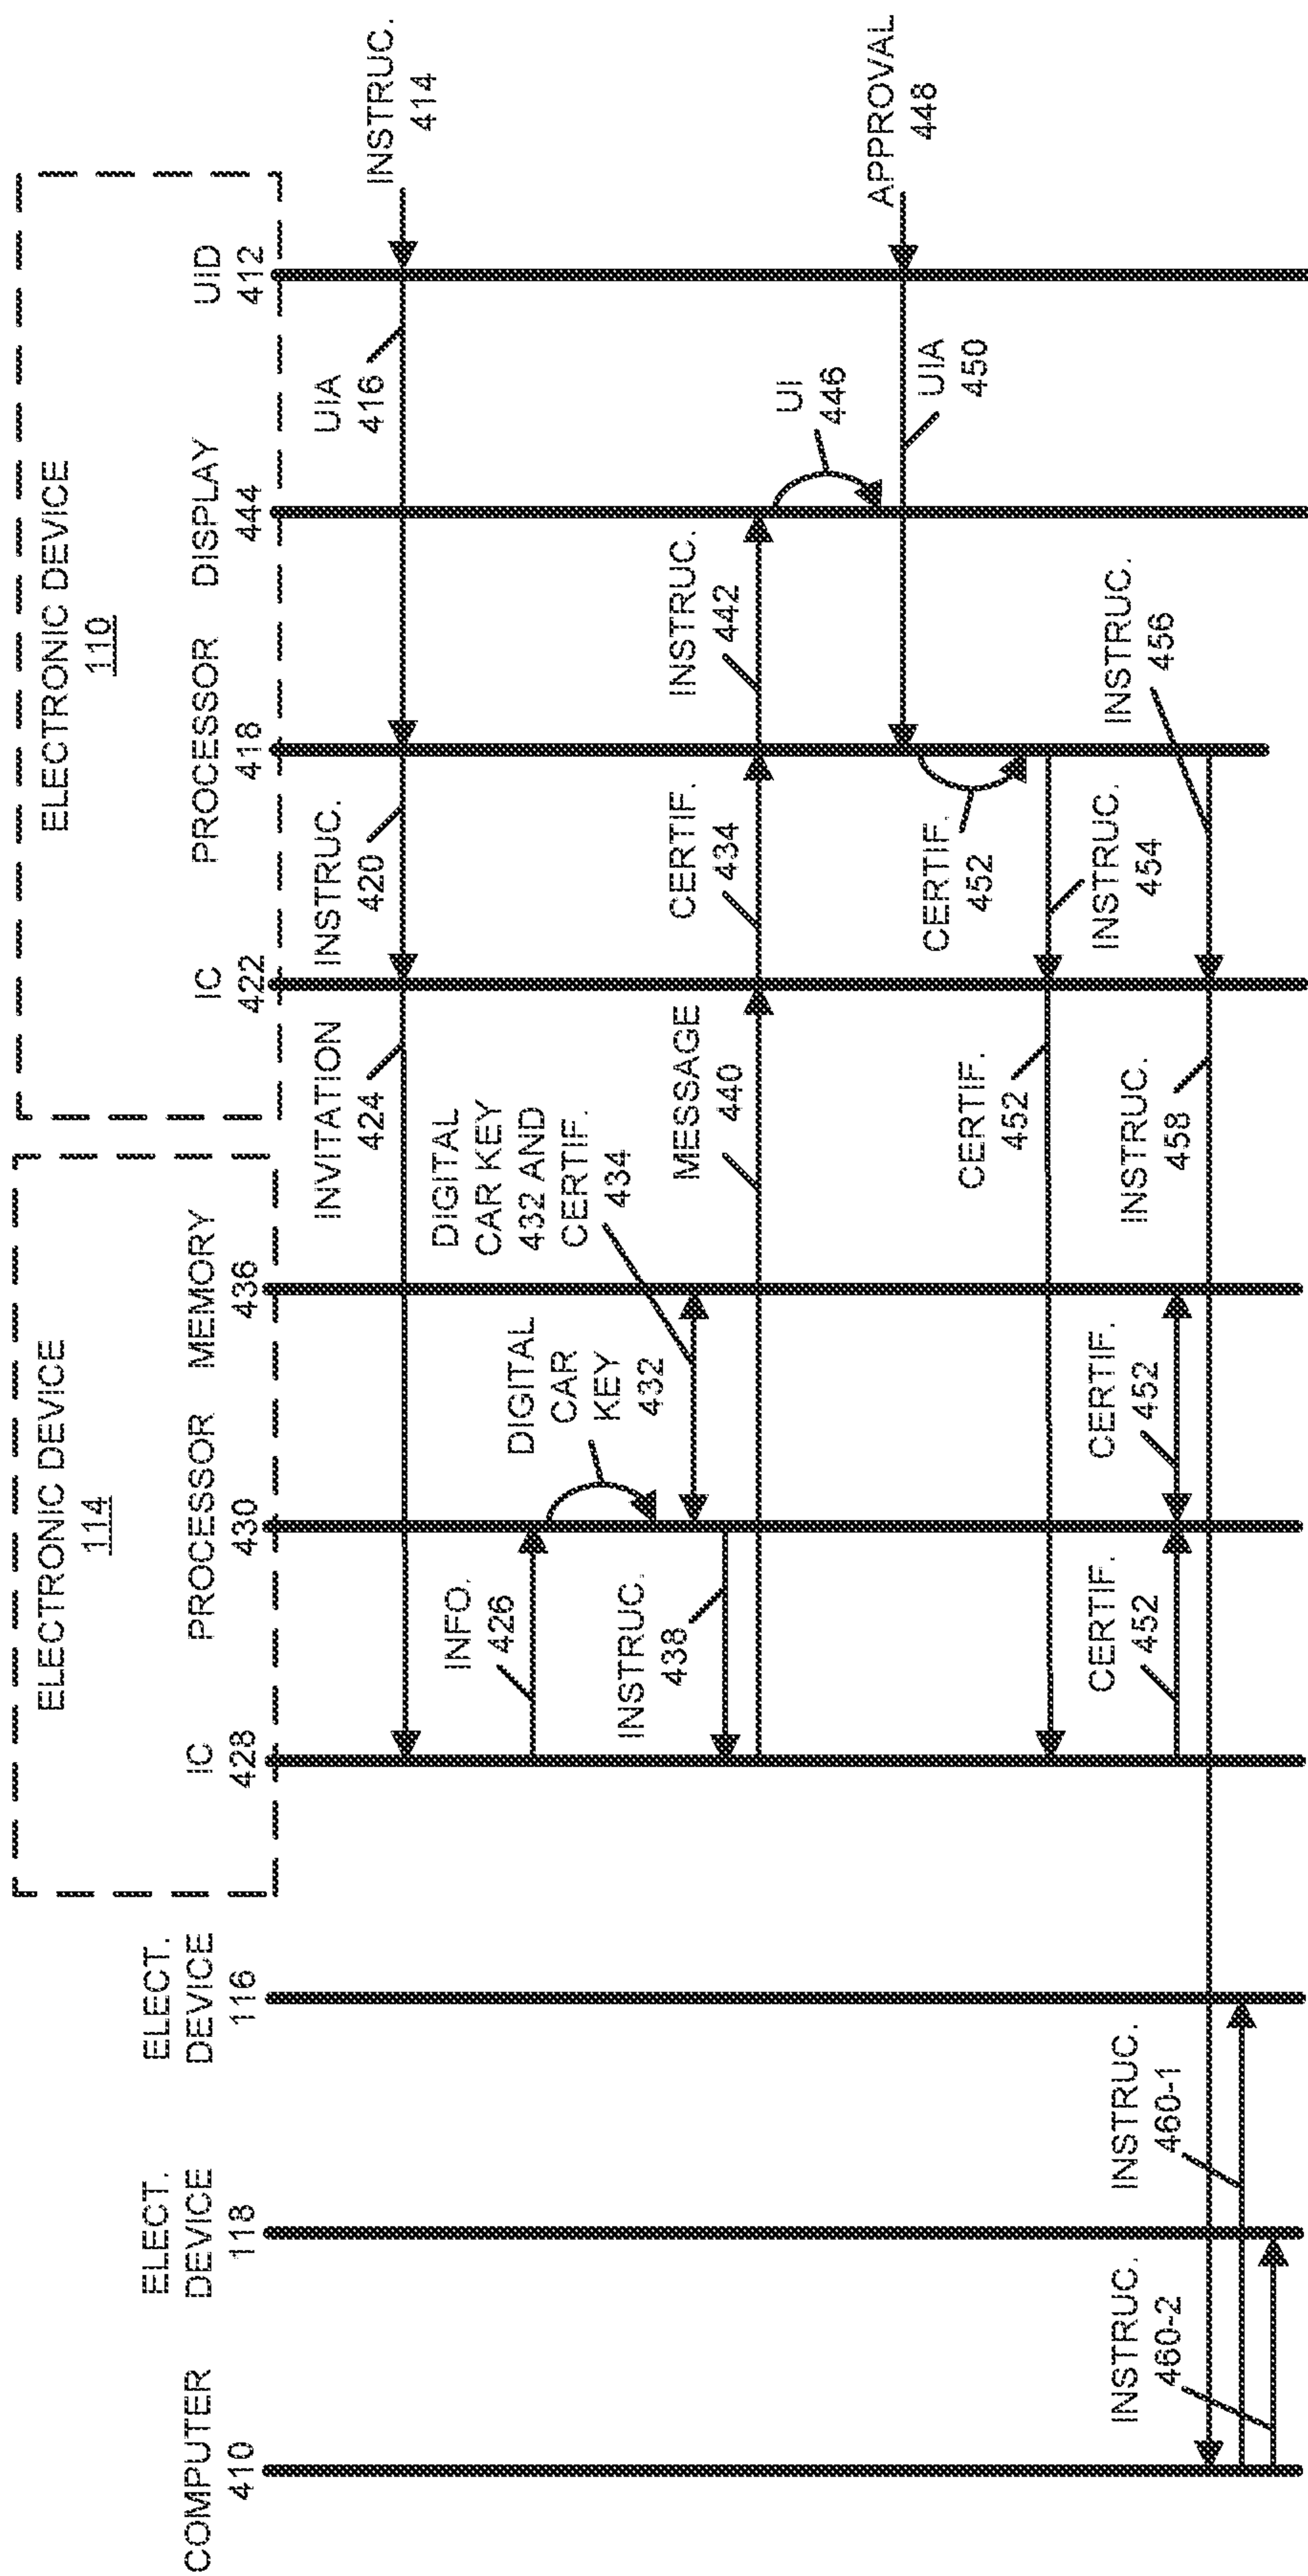 COMPUTER
410
ELECT.
DEVICE
118
ELECT.
DEVICE
116
ELECTRONIC DEVICE
114
IC
428
PROCESSOR
430
MEMORY
436
ELECTRONIC DEVICE
110
IC
422
PROCESSOR
418
DISPLAY
444
UID
412
INSTRUC.
414
UIA
416
INSTRUC.
420
INVITATION
424
INFO.
426
DIGITAL
CAR
KEY
432
DIGITAL
CAR KEY
432 AND
CERTIF.
434
INSTRUC.
438
MESSAGE
440
CERTIF.
434
INSTRUC.
442
UI
446
APPROVAL
448
UIA
450
CERTIF.
452
INSTRUC.
454
CERTIF.
452
CERTIF.
452
CERTIF.
452
INSTRUC.
456
INSTRUC.
458
INSTRUC.
460-1
INSTRUC.
460-2